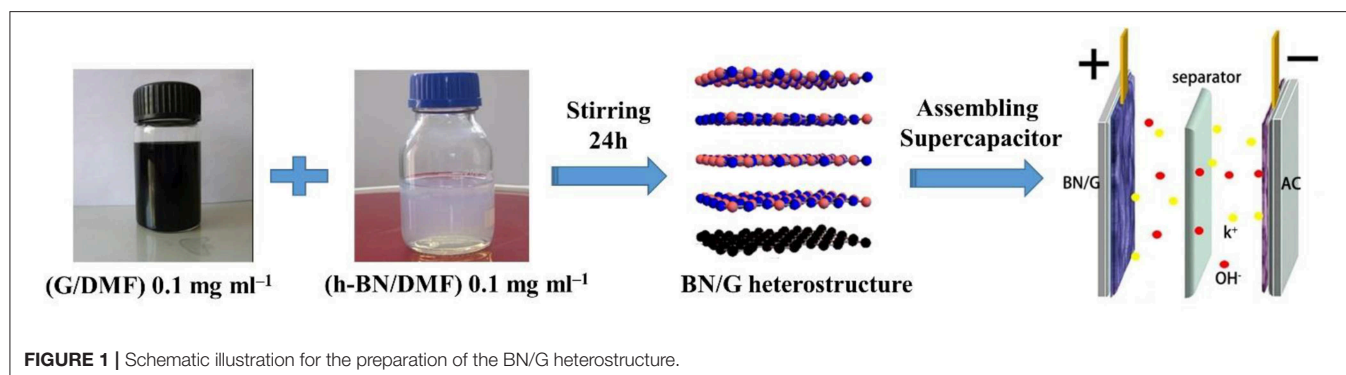 (G/DMF) 0.1 mg ml⁻¹
(h-BN/DMF) 0.1 mg ml⁻¹
Stirring
24h
BN/G heterostructure
Assembling
Supercapacitor
+
−
separator
BN/G
AC
k⁺
OH⁻
FIGURE 1 | Schematic illustration for the preparation of the BN/G heterostructure.